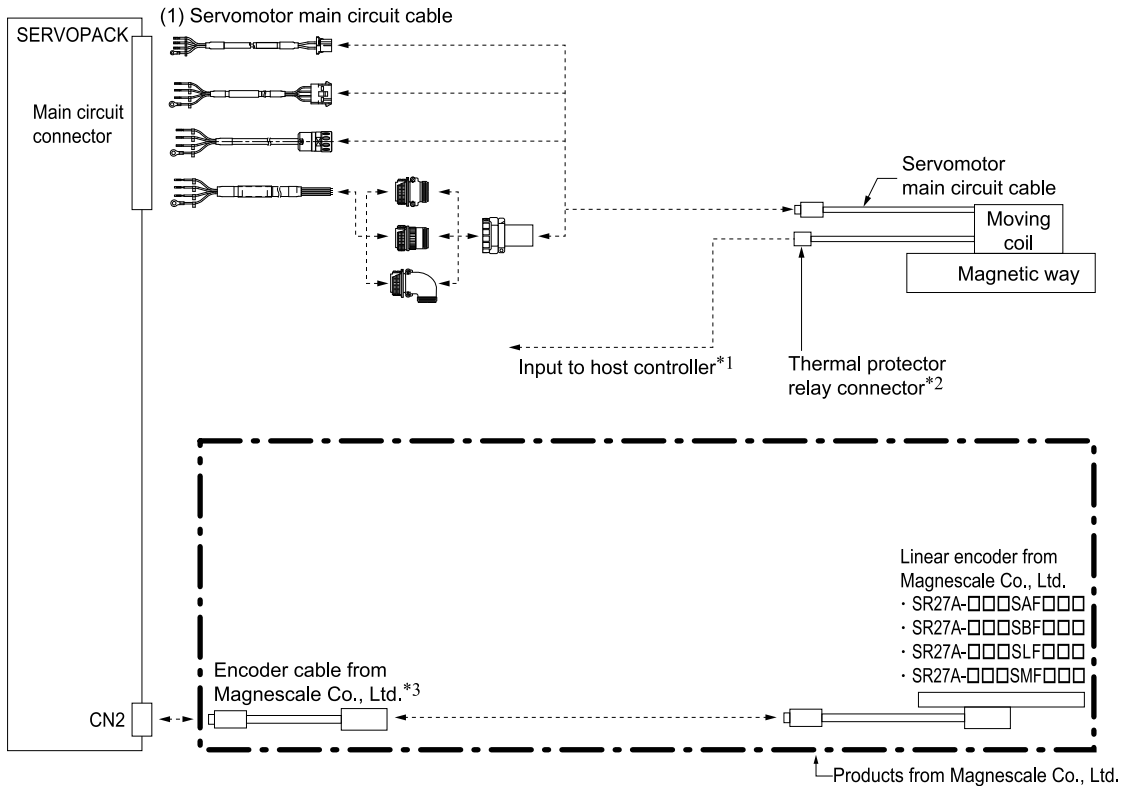 (1) Servomotor main circuit cable
SERVOPACK
Main circuit
connector
Servomotor
main circuit cable
Moving
coil
Magnetic way
Input to host controller*1
Thermal protector
relay connector*2
Linear encoder from
Magnescale Co., Ltd.
· SR27A-□□□SAF□□□
· SR27A-□□□SBF□□□
· SR27A-□□□SLF□□□
· SR27A-□□□SMF□□□
Encoder cable from
Magnescale Co., Ltd.*3
CN2
Products from Magnescale Co., Ltd.